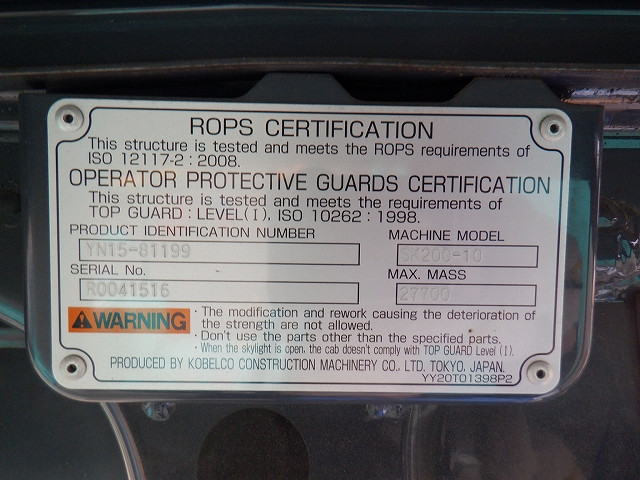 ROPS CERTIFICATION
This structure is tested and meets the ROPS requirements of
ISO 12117-2 : 2008.
OPERATOR PROTECTIVE GUARDS CERTIFICATION
This structure is tested and meets the requirements of
TOP GUARD : LEVEL(I), ISO 10262 : 1998.
PRODUCT IDENTIFICATION NUMBER
YN15-81199
MACHINE MODEL
SK200-10
SERIAL No.
R0041516
MAX. MASS
27700
WARNING
· The modification and rework causing the deterioration of
the strength are not allowed.
· Don't use the parts other than the specified parts.
· When the skylight is open, the cab doesn't comply with TOP GUARD Level (I).
PRODUCED BY KOBELCO CONSTRUCTION MACHINERY CO., LTD. TOKYO, JAPAN.
YY20T01398P2